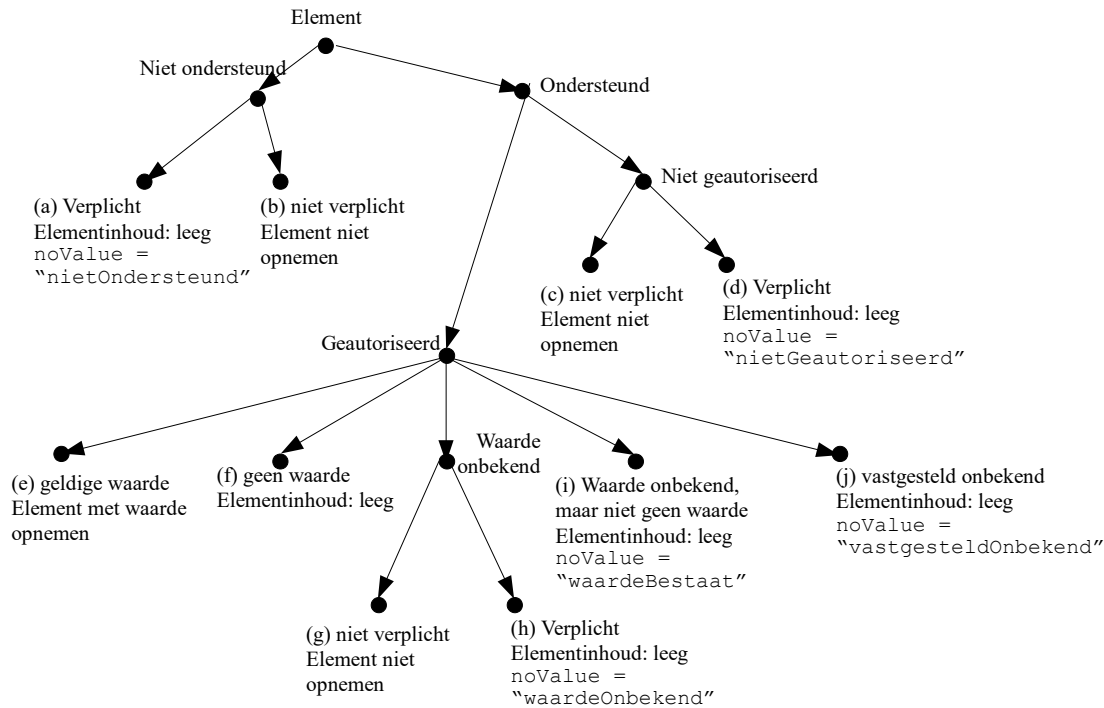 Element
Niet ondersteund
Ondersteund
Niet geautoriseerd
(a) Verplicht
Elementinhoud: leeg
noValue =
“nietOndersteund”
(b) niet verplicht
Element niet
opnemen
(c) niet verplicht
Element niet
opnemen
(d) Verplicht
Elementinhoud: leeg
noValue =
“nietGeautoriseerd”
Geautoriseerd
(e) geldige waarde
Element met waarde
opnemen
(f) geen waarde
Elementinhoud: leeg
Waarde
onbekend
(i) Waarde onbekend,
maar niet geen waarde
Elementinhoud: leeg
noValue =
“waardeBestaat”
(j) vastgesteld onbekend
Elementinhoud: leeg
noValue =
“vastgesteldOnbekend”
(g) niet verplicht
Element niet
opnemen
(h) Verplicht
Elementinhoud: leeg
noValue =
“waardeOnbekend”